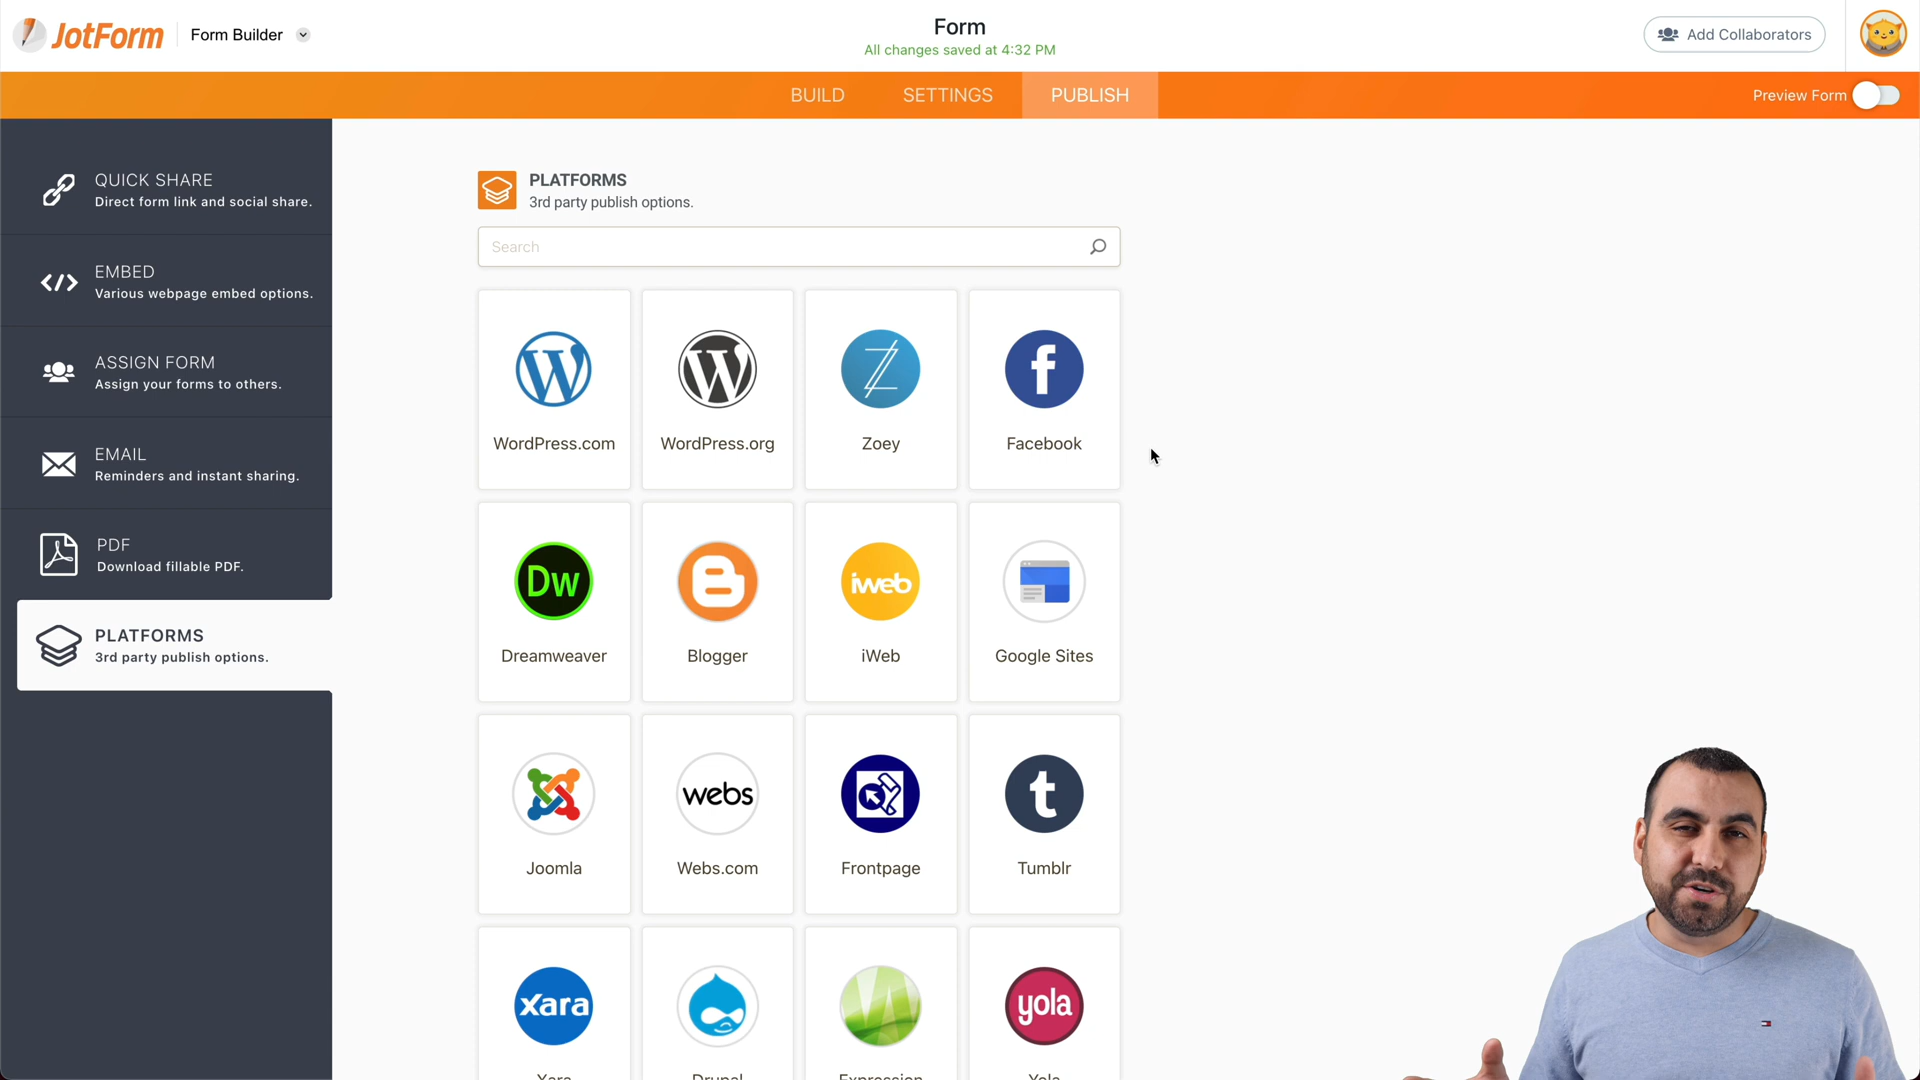 JotForm
Form Builder
Form
All changes saved at 4:32 PM
Add Collaborators
BUILD
SETTINGS
PUBLISH
Preview Form
QUICK SHARE
Direct form link and social share.
EMBED
Various webpage embed options.
ASSIGN FORM
Assign your forms to others.
EMAIL
Reminders and instant sharing.
PDF
Download fillable PDF.
PLATFORMS
3rd party publish options.
PLATFORMS
3rd party publish options.
Search
WordPress.com
WordPress.org
Zoey
Facebook
Dw
iweb
Dreamweaver
Blogger
iWeb
Google Sites
webs
Joomla
Webs.com
Frontpage
Tumblr
xara
yola
Xara
Drupal
Expression
Yola